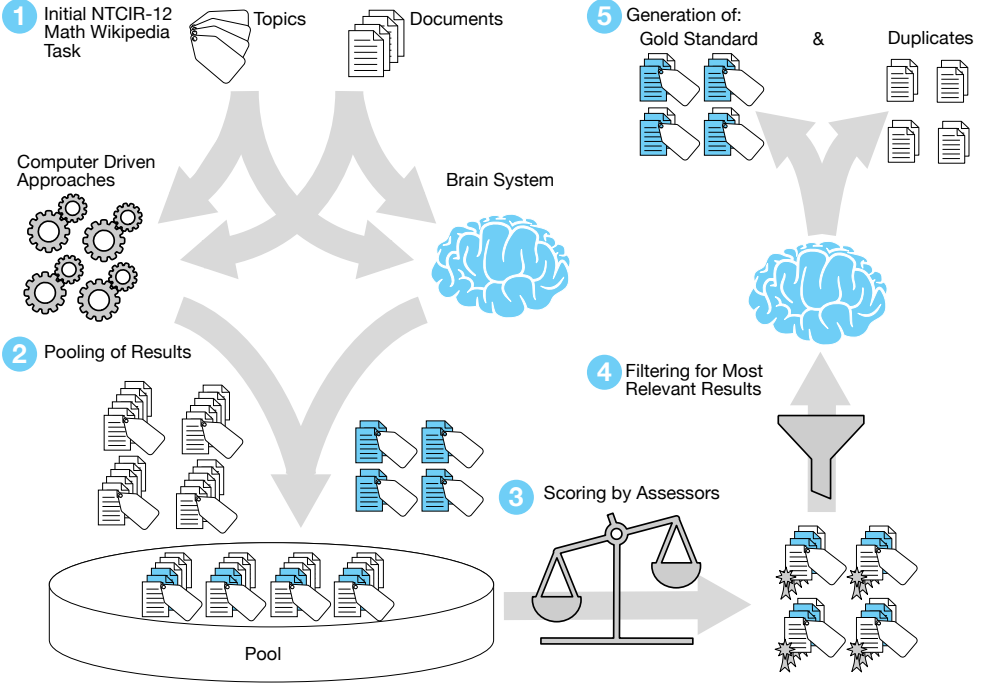 1 Initial NTCIR-12
Math Wikipedia
Task
Topics
Documents
Computer Driven
Approaches
Brain System
2 Pooling of Results
Pool
3 Scoring by Assessors
4 Filtering for Most
Relevant Results
5 Generation of:
Gold Standard & Duplicates